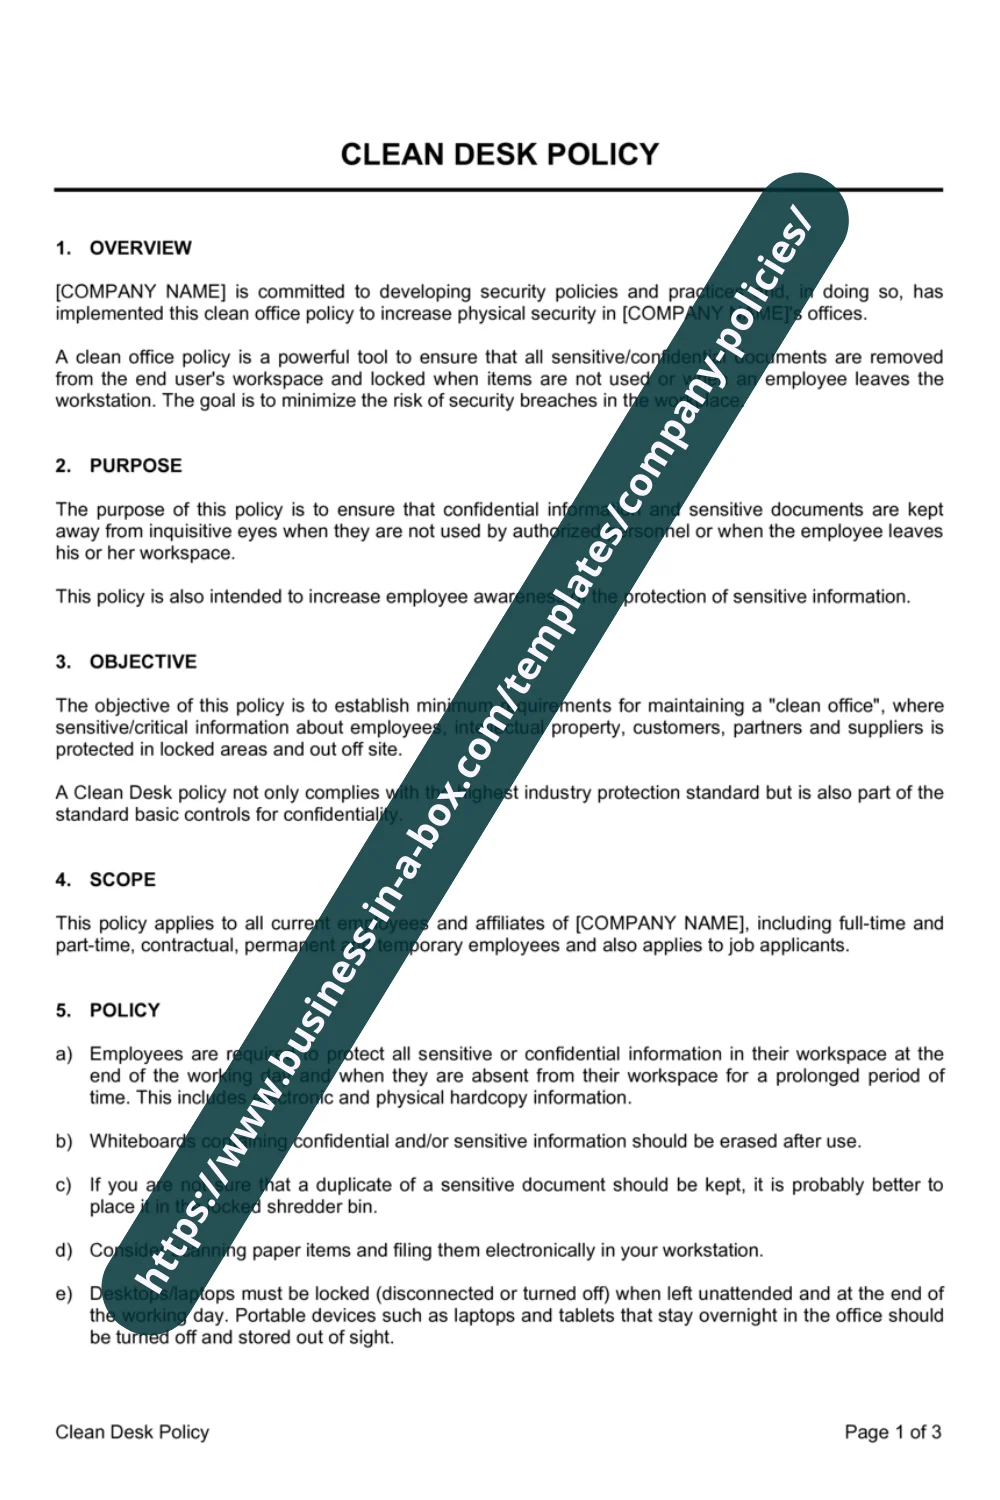 CLEAN DESK POLICY
1. OVERVIEW
[COMPANY NAME] is committed to developing security policies and practices and, in doing so, has
implemented this clean office policy to increase physical security in [COMPANY NAME]'s offices.
A clean office policy is a powerful tool to ensure that all sensitive/confidential documents are removed
from the end user's workspace and locked when items are not used or when an employee leaves the
workstation. The goal is to minimize the risk of security breaches in the workplace.
2. PURPOSE
The purpose of this policy is to ensure that confidential information and sensitive documents are kept
away from inquisitive eyes when they are not used by authorized personnel or when the employee leaves
his or her workspace.
This policy is also intended to increase employee awareness the protection of sensitive information.
3. OBJECTIVE
The objective of this policy is to establish minimum requirements for maintaining a "clean office", where
sensitive/critical information about employees, intellectual property, customers, partners and suppliers is
protected in locked areas and out off site.
A Clean Desk policy not only complies with the highest industry protection standard but is also part of the
standard basic controls for confidentiality.
4. SCOPE
This policy applies to all current employees and affiliates of [COMPANY NAME], including full-time and
part-time, contractual, permanent and temporary employees and also applies to job applicants.
5. POLICY
a) Employees are required to protect all sensitive or confidential information in their workspace at the
end of the working day and when they are absent from their workspace for a prolonged period of
time. This includes electronic and physical hardcopy information.
b) Whiteboards containing confidential and/or sensitive information should be erased after use.
c) If you are not sure that a duplicate of a sensitive document should be kept, it is probably better to
place it in the locked shredder bin.
d) Consider scanning paper items and filing them electronically in your workstation.
e) Desktops/laptops must be locked (disconnected or turned off) when left unattended and at the end of
the working day. Portable devices such as laptops and tablets that stay overnight in the office should
be turned off and stored out of sight.
https://www.business-in-a-box.com/templates/company-policies/
Clean Desk Policy
Page 1 of 3